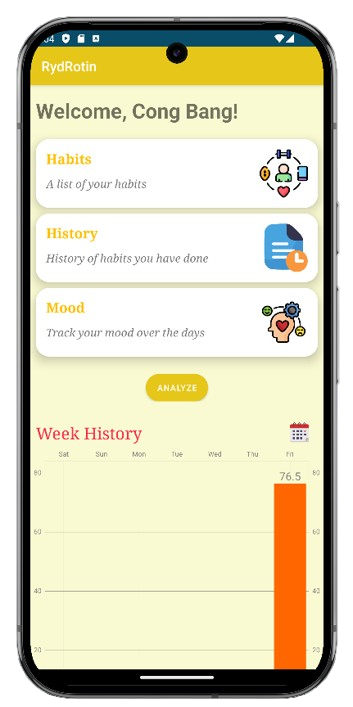 RydRotin
Welcome, Cong Bang!
Habits
A list of your habits
History
History of habits you have done
Mood
Track your mood over the days
ANALYZE
Week History
Sat Sun Mon Tue Wed Thu Fri
80 76.5 80
60 60
40 40
20 20